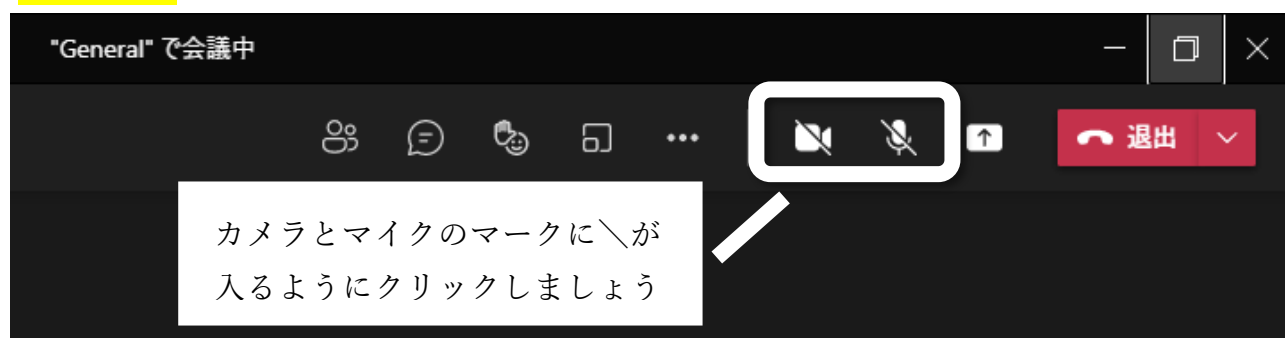 "General" で会議中
退出
カメラとマイクのマークに＼が
入るようにクリックしましょう